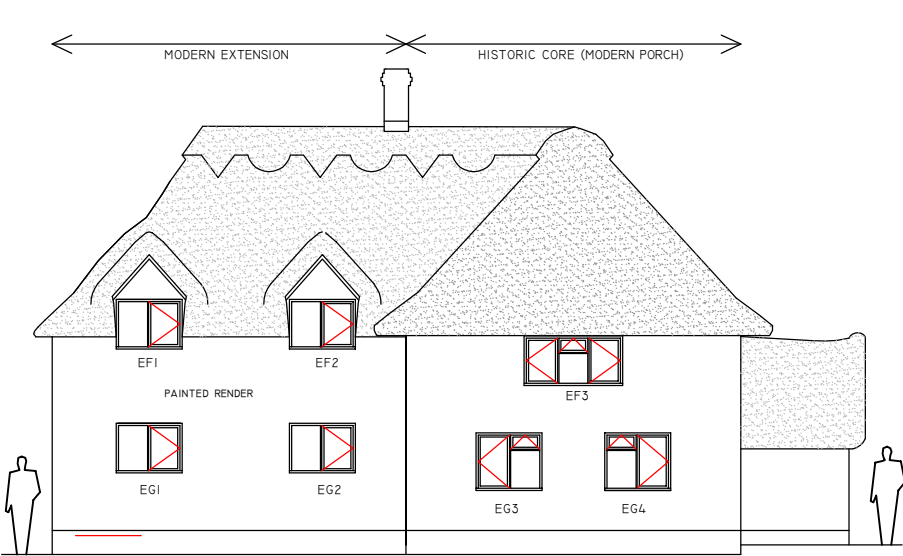 MODERN EXTENSION
HISTORIC CORE (MODERN PORCH)
EF1
EF2
PAINTED RENDER
EF3
EG1
EG2
EG3
EG4